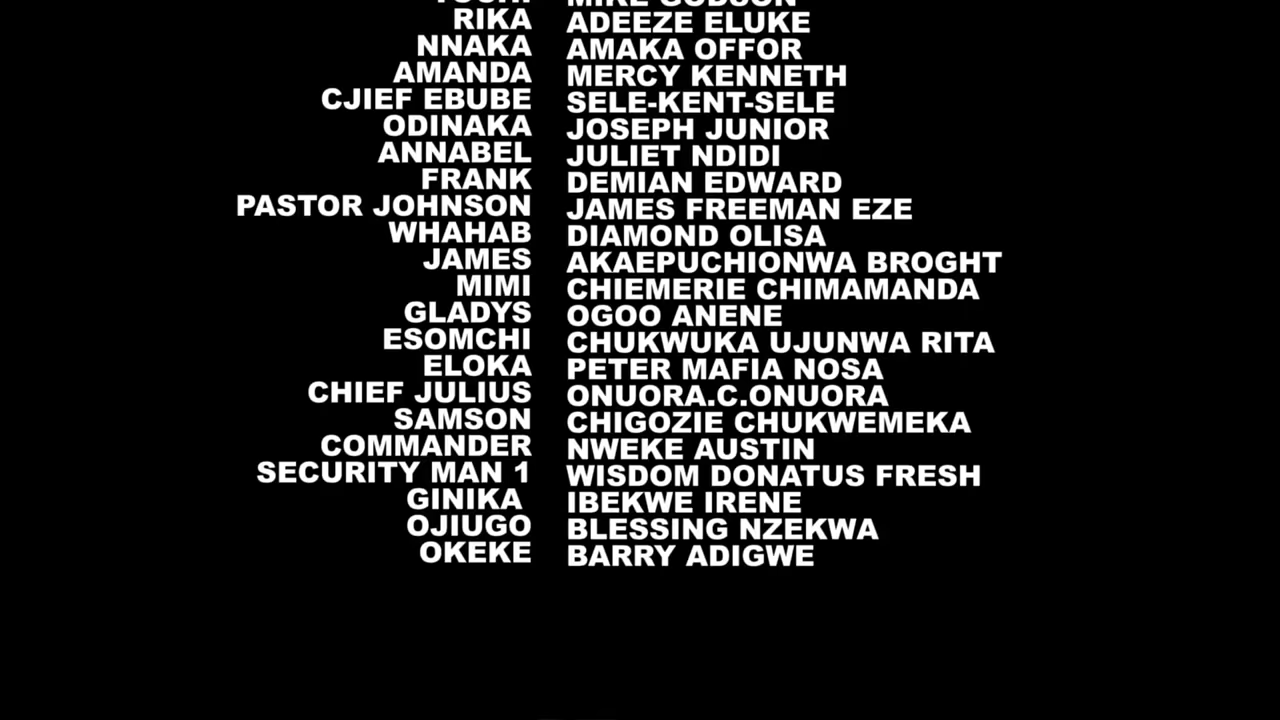 MIKE GODSON
RIKA ADEEZE ELUKE
NNAKA AMAKA OFFOR
AMANDA MERCY KENNETH
CJIEF EBUBE SELE-KENT-SELE
ODINAKA JOSEPH JUNIOR
ANNABEL JULIET NDIDI
FRANK DEMIAN EDWARD
PASTOR JOHNSON JAMES FREEMAN EZE
WHAHAB DIAMOND OLISA
JAMES AKAEPUCHIONWA BROGHT
MIMI CHIEMERIE CHIMAMANDA
GLADYS OGOO ANENE
ESOMCHI CHUKWUKA UJUNWA RITA
ELOKA PETER MAFIA NOSA
CHIEF JULIUS ONUORA.C.ONUORA
SAMSON CHIGOZIE CHUKWEMEKA
COMMANDER NWEKE AUSTIN
SECURITY MAN 1 WISDOM DONATUS FRESH
GINIKA IBEKWE IRENE
OJIUGO BLESSING NZEKWA
OKEKE BARRY ADIGWE